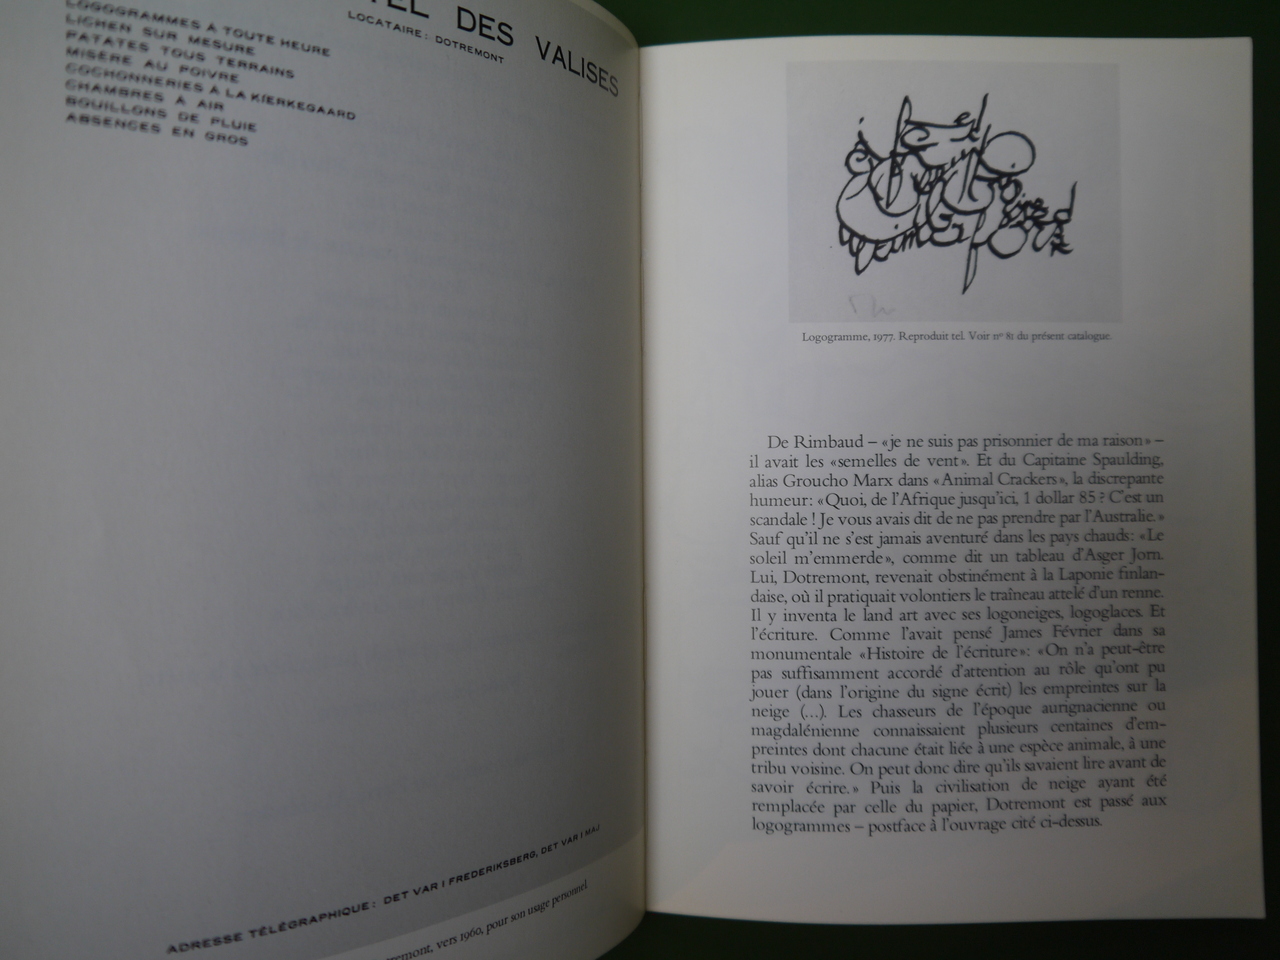 TEL DES VALISES
LOCATAIRE: DOTREMONT
LOGOGRAMMES À TOUTE HEURE
LICHEN SUR MESURE
PATATES TOUS TERRAINS
MISÈRE AU POIVRE
COCHONNERIES À LA KIERKEGAARD
CHAMBRES À AIR
BOUILLONS DE PLUIE
ABSENCES EN GROS
ADRESSE TÉLÉGRAPHIQUE: DET VAR I FREDERIKSBERG, DET VAR I MAJ
tremont, vers 1960, pour son usage personnel.
Logogramme, 1977. Reproduit tel. Voir nº 81 du présent catalogue.
De Rimbaud – «je ne suis pas prisonnier de ma raison» –
il avait les «semelles de vent». Et du Capitaine Spaulding,
alias Groucho Marx dans «Animal Crackers», la discrepante
humeur: «Quoi, de l'Afrique jusqu'ici, 1 dollar 85? C'est un
scandale! Je vous avais dit de ne pas prendre par l'Australie.»
Sauf qu'il ne s'est jamais aventuré dans les pays chauds: «Le
soleil m'emmerde», comme dit un tableau d'Asger Jorn.
Lui, Dotremont, revenait obstinément à la Laponie finlan-
daise, où il pratiquait volontiers le traîneau attelé d'un renne.
Il y inventa le land art avec ses logoneiges, logoglaces. Et
l'écriture. Comme l'avait pensé James Février dans sa
monumentale «Histoire de l'écriture»: «On n'a peut-être
pas suffisamment accordé d'attention au rôle qu'ont pu
jouer (dans l'origine du signe écrit) les empreintes sur la
neige (...). Les chasseurs de l'époque aurignacienne ou
magdalénienne connaissaient plusieurs centaines d'em-
preintes dont chacune était liée à une espèce animale, à une
tribu voisine. On peut donc dire qu'ils savaient lire avant de
savoir écrire.» Puis la civilisation de neige ayant été
remplacée par celle du papier, Dotremont est passé aux
logogrammes – postface à l'ouvrage cité ci-dessus.